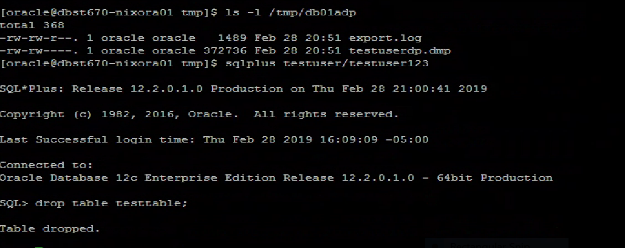 [oracle@dbst670-nixora01 tmp]$ ls -l /tmp/db01adp
total 368
-rw-rw-r--. 1 oracle oracle   1489 Feb 28 20:51 export.log
-rw-rw----. 1 oracle oracle 372736 Feb 28 20:51 testuserdp.dmp
[oracle@dbst670-nixora01 tmp]$ sqlplus testuser/testuser123
SQL*Plus: Release 12.2.0.1.0 Production on Thu Feb 28 21:00:41 2019
Copyright (c) 1982, 2016, Oracle.  All rights reserved.
Last Successful login time: Thu Feb 28 2019 16:09:09 -05:00
Connected to:
Oracle Database 12c Enterprise Edition Release 12.2.0.1.0 - 64bit Production
SQL> drop table testtable;
Table dropped.